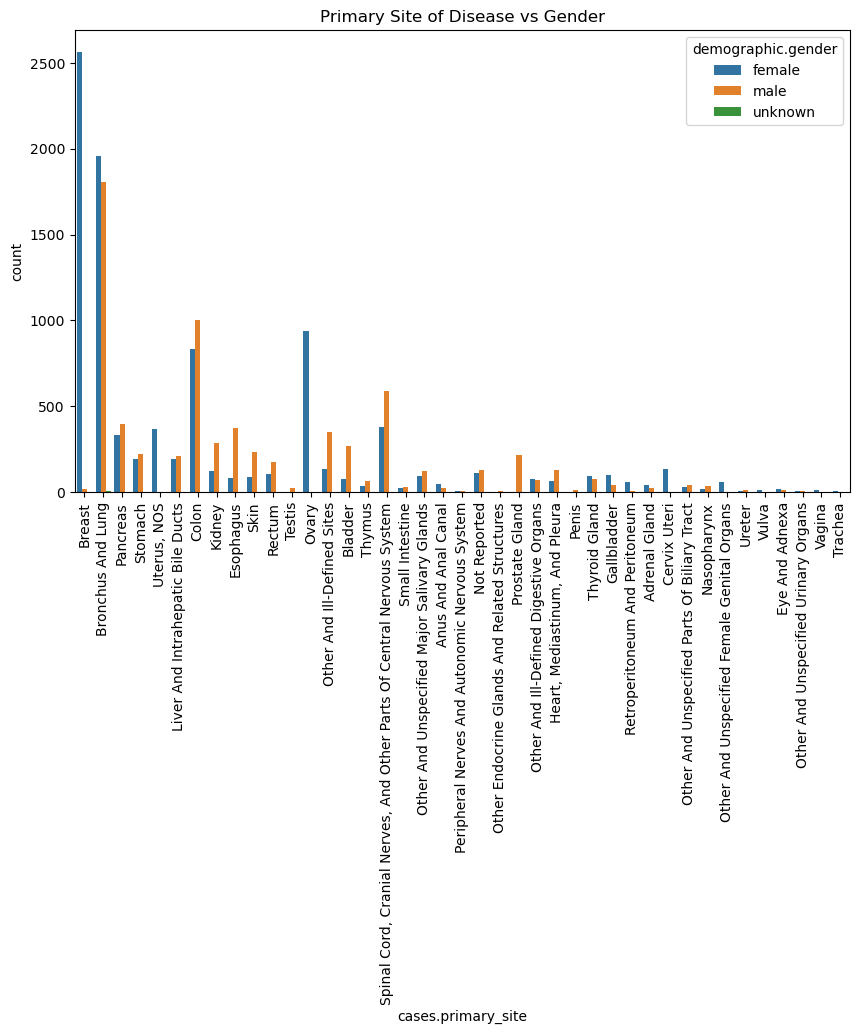 Primary Site of Disease vs Gender
demographic.gender
female
male
unknown
count
2500
2000
1500
1000
500
0
Breast
Bronchus And Lung
Pancreas
Stomach
Uterus, NOS
Liver And Intrahepatic Bile Ducts
Colon
Kidney
Esophagus
Skin
Rectum
Testis
Ovary
Other And Ill-Defined Sites
Bladder
Thymus
Spinal Cord, Cranial Nerves, And Other Parts Of Central Nervous System
Small Intestine
Other And Unspecified Major Salivary Glands
Anus And Anal Canal
Peripheral Nerves And Autonomic Nervous System
Not Reported
Other Endocrine Glands And Related Structures
Prostate Gland
Other And Ill-Defined Digestive Organs
Heart, Mediastinum, And Pleura
Penis
Thyroid Gland
Gallbladder
Retroperitoneum And Peritoneum
Adrenal Gland
Cervix Uteri
Other And Unspecified Parts Of Biliary Tract
Nasopharynx
Other And Unspecified Female Genital Organs
Ureter
Vulva
Eye And Adnexa
Other And Unspecified Urinary Organs
Vagina
Trachea
cases.primary_site